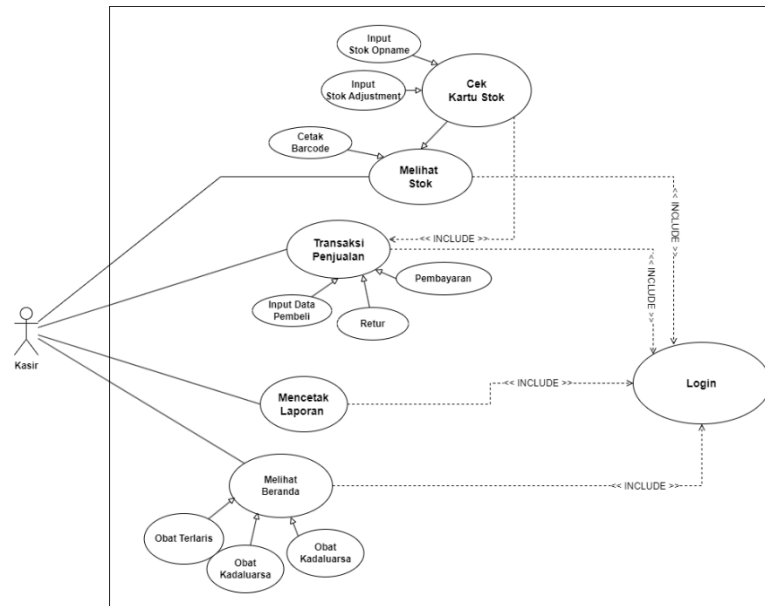 Input
Stok Opname
Cek
Kartu Stok
Input
Stok Adjustment
Cetak
Barcode
Melihat
Stok
<< INCLUDE >>
<< INCLUDE >>
Transaksi
Penjualan
<< INCLUDE >>
Pembayaran
Input Data
Pembeli
Retur
Kasir
Login
<< INCLUDE >>
Mencetak
Laporan
Melihat
Beranda
<< INCLUDE >>
Obat Terlaris
Obat
Kadaluarsa
Obat
Kadaluarsa